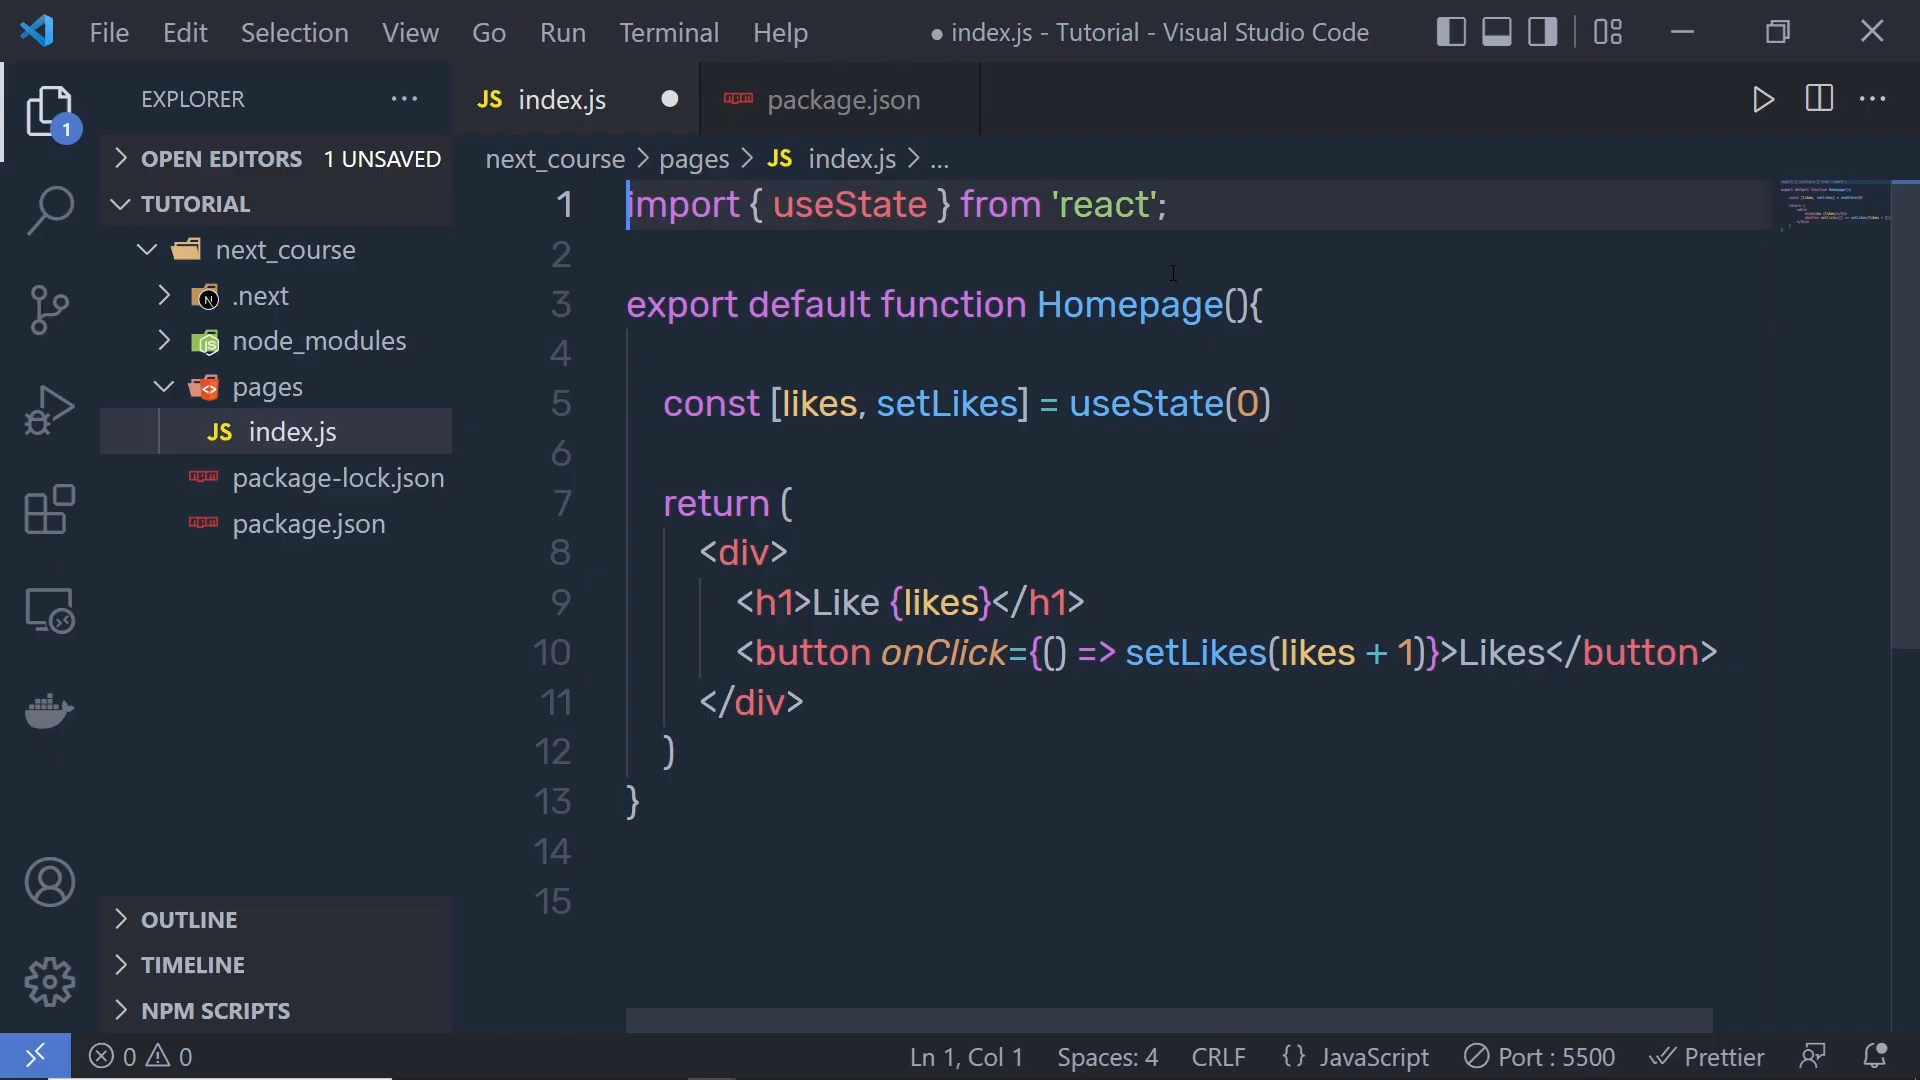 File Edit Selection View Go Run Terminal Help ● index.js - Tutorial - Visual Studio Code
EXPLORER ···
JS index.js ● package.json
1
OPEN EDITORS 1 UNSAVED
next_course > pages > JS index.js > ...
TUTORIAL
next_course
.next
node_modules
pages
JS index.js
package-lock.json
package.json
OUTLINE
TIMELINE
NPM SCRIPTS
1 import { useState } from 'react';
2
3 export default function Homepage(){
4
5 const [likes, setLikes] = useState(0)
6
7 return (
8 <div>
9 <h1>Like {likes}</h1>
10 <button onClick={() => setLikes(likes + 1)}>Likes</button>
11 </div>
12 )
13 }
14
15
0 0 Ln 1, Col 1 Spaces: 4 CRLF {} JavaScript Port : 5500 Prettier